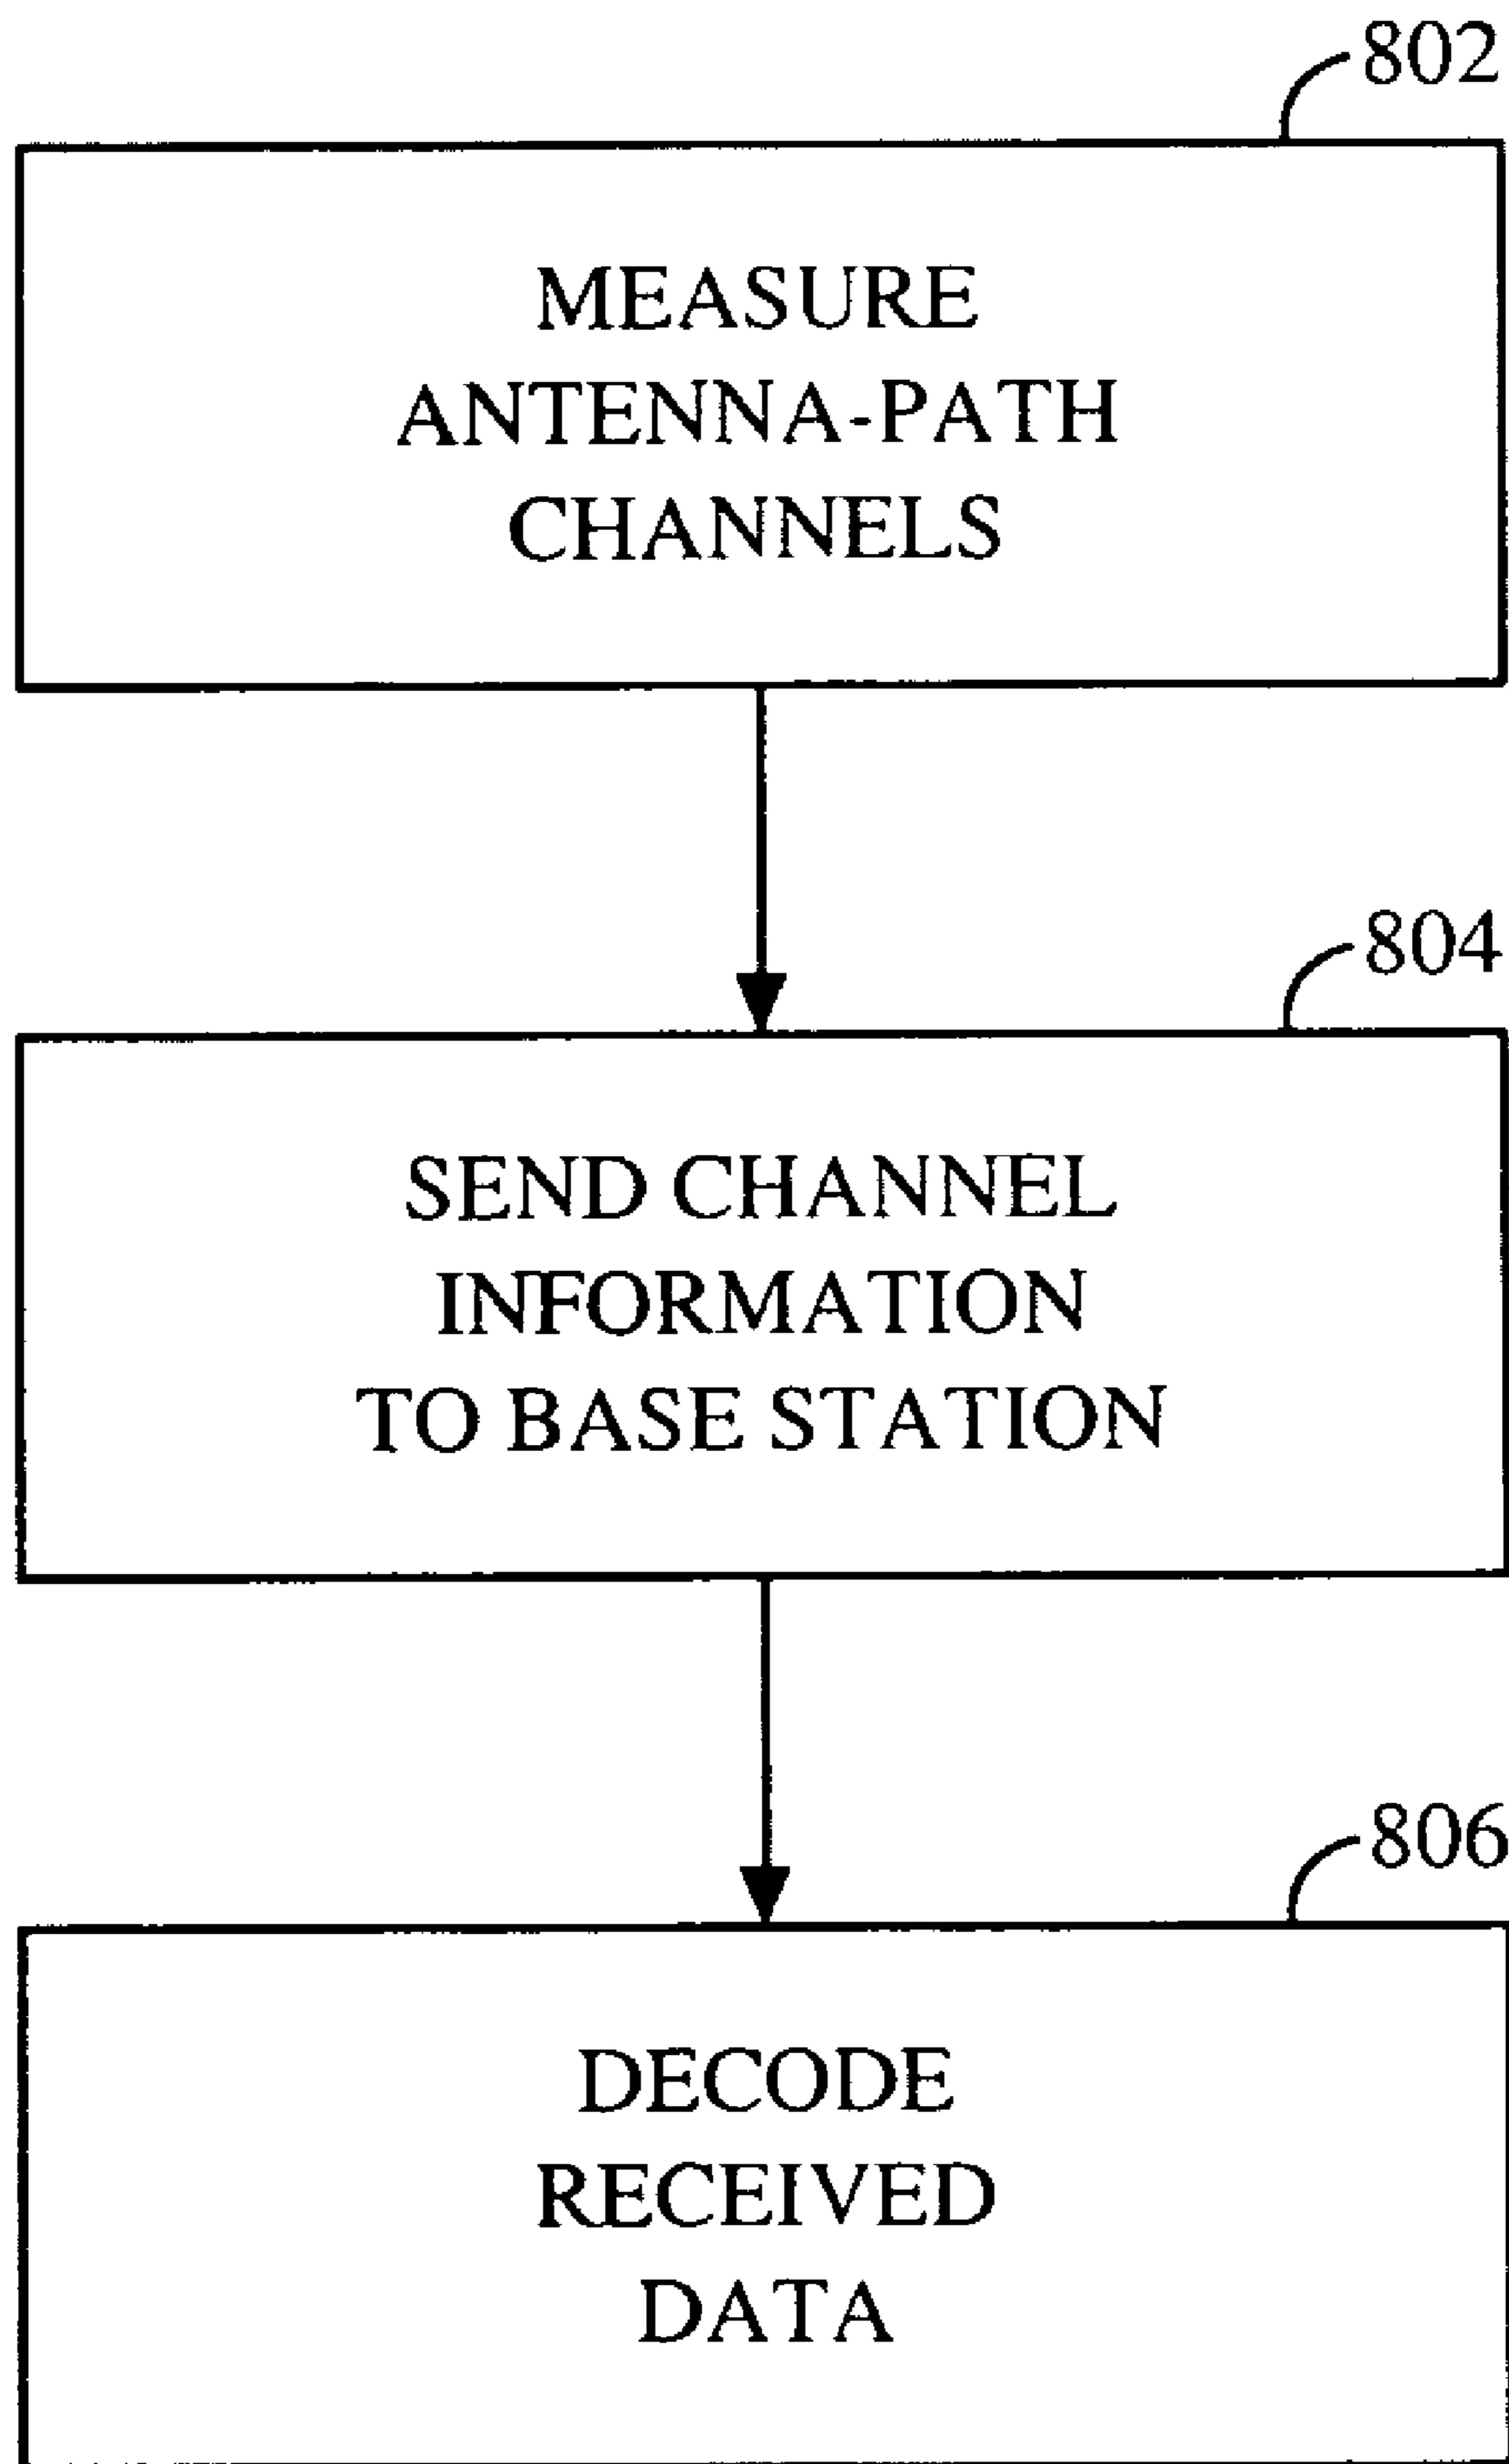 802
MEASURE
ANTENNA-PATH
CHANNELS
804
SEND CHANNEL
INFORMATION
TO BASE STATION
806
DECODE
RECEIVED
DATA